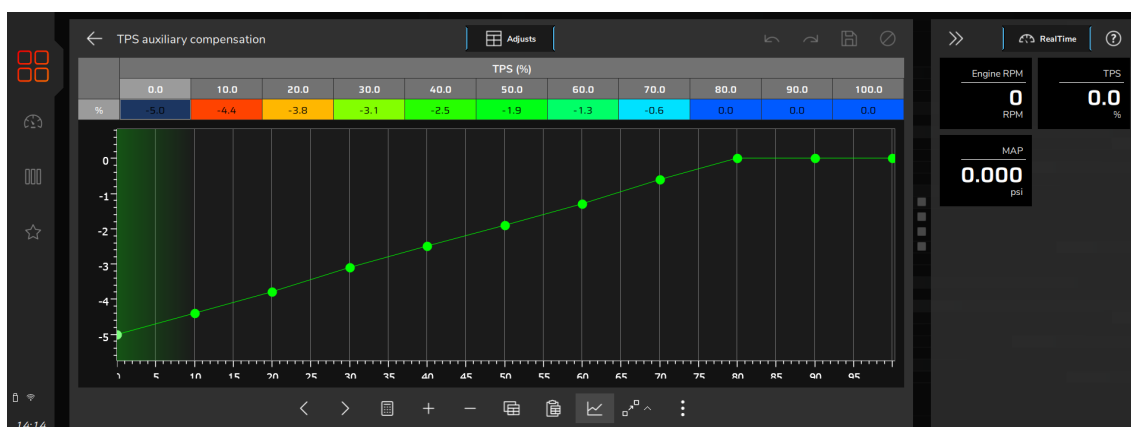 TPS auxiliary compensation
Adjusts
RealTime
TPS (%)
0.0 10.0 20.0 30.0 40.0 50.0 60.0 70.0 80.0 90.0 100.0
% -5.0 -4.4 -3.8 -3.1 -2.5 -1.9 -1.3 -0.6 0.0 0.0 0.0
0
-1
-2
-3
-4
-5
0 5 10 15 20 25 30 35 40 45 50 55 60 65 70 75 80 85 90 95
Engine RPM
0
RPM
TPS
0.0
%
MAP
0.000
psi
14:14